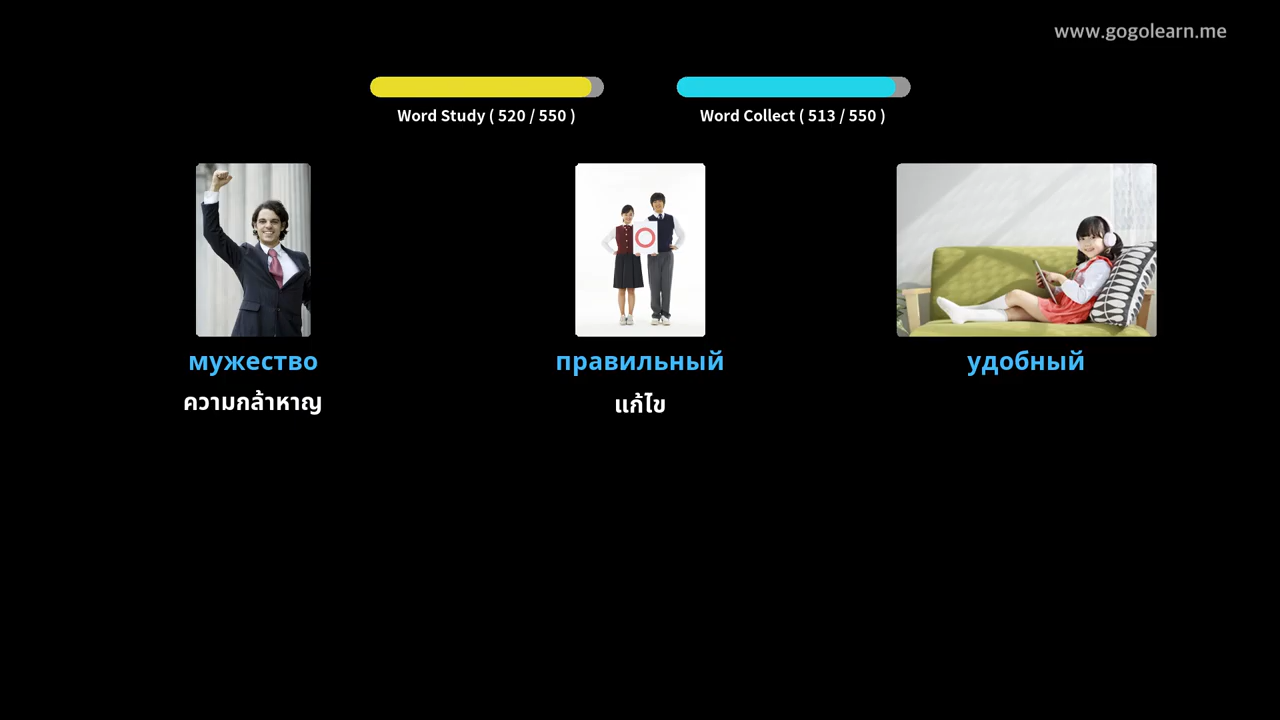 www.gogolearn.me
Word Study ( 520 / 550 )
Word Collect ( 513 / 550 )
мужество
правильный
удобный
ความกล้าหาญ
แก้ไข